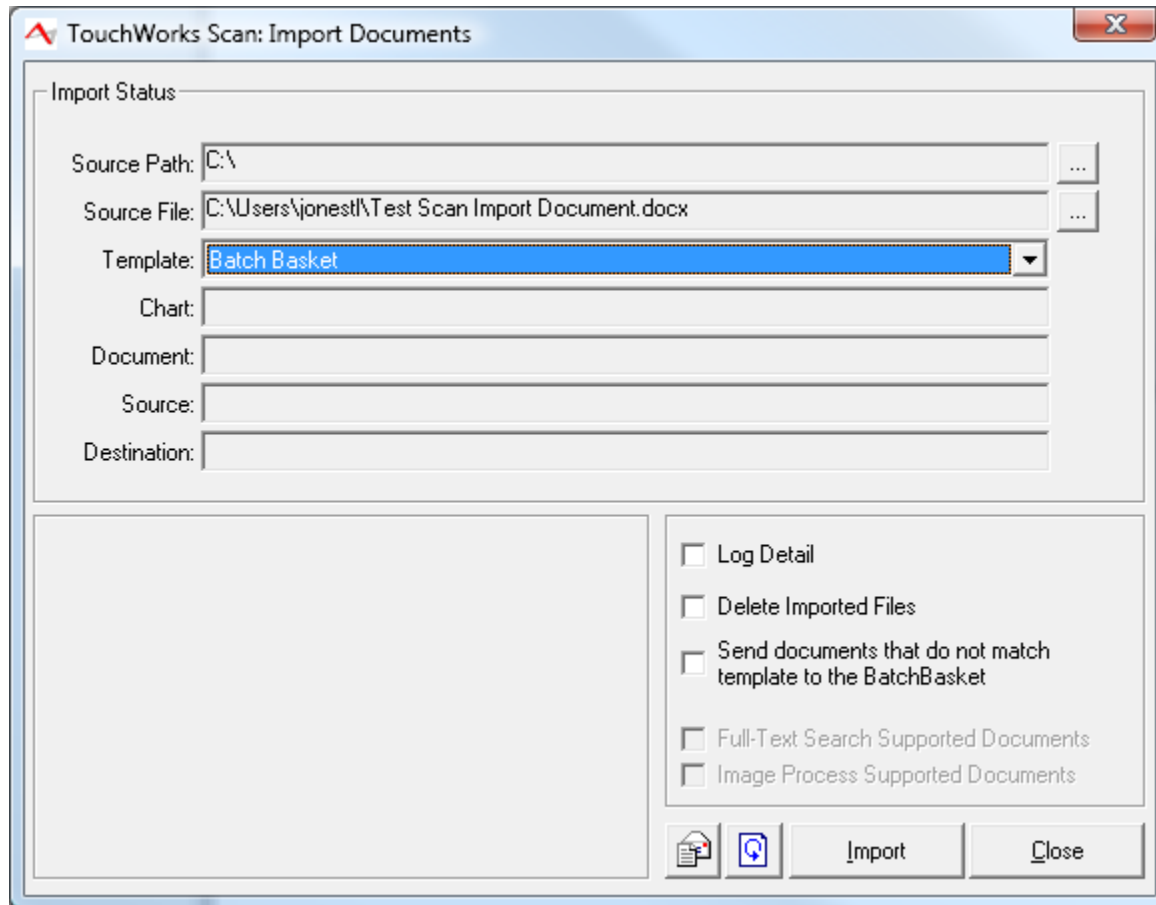 TouchWorks Scan: Import Documents
Import Status
Source Path: C:\
...
Source File: C:\Users\jonestl\Test Scan Import Document.docx
...
Template: Batch Basket
Chart:
Document:
Source:
Destination:
Log Detail
Delete Imported Files
Send documents that do not match
template to the BatchBasket
Full-Text Search Supported Documents
Image Process Supported Documents
Import
Close